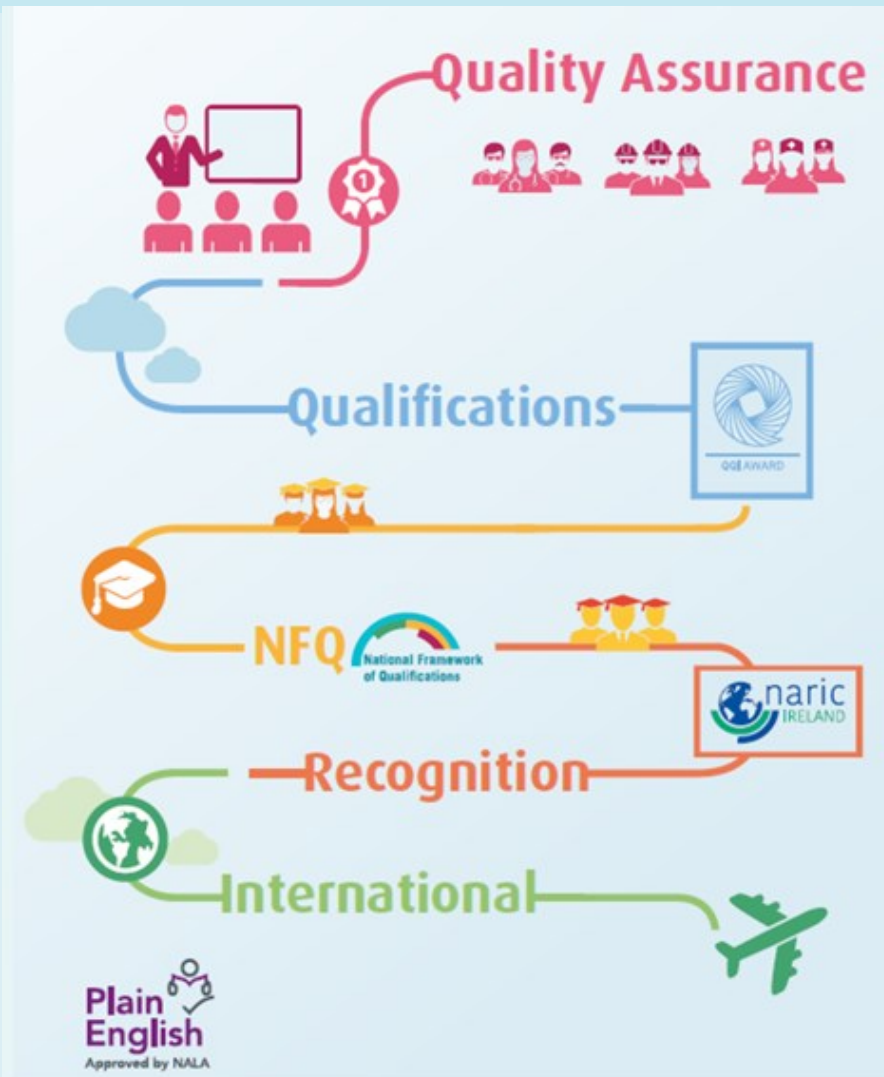 Quality Assurance
1
Qualifications
QQI AWARD
NFQ
National Framework
of Qualifications
naric
IRELAND
Recognition
International
Plain
English
Approved by NALA